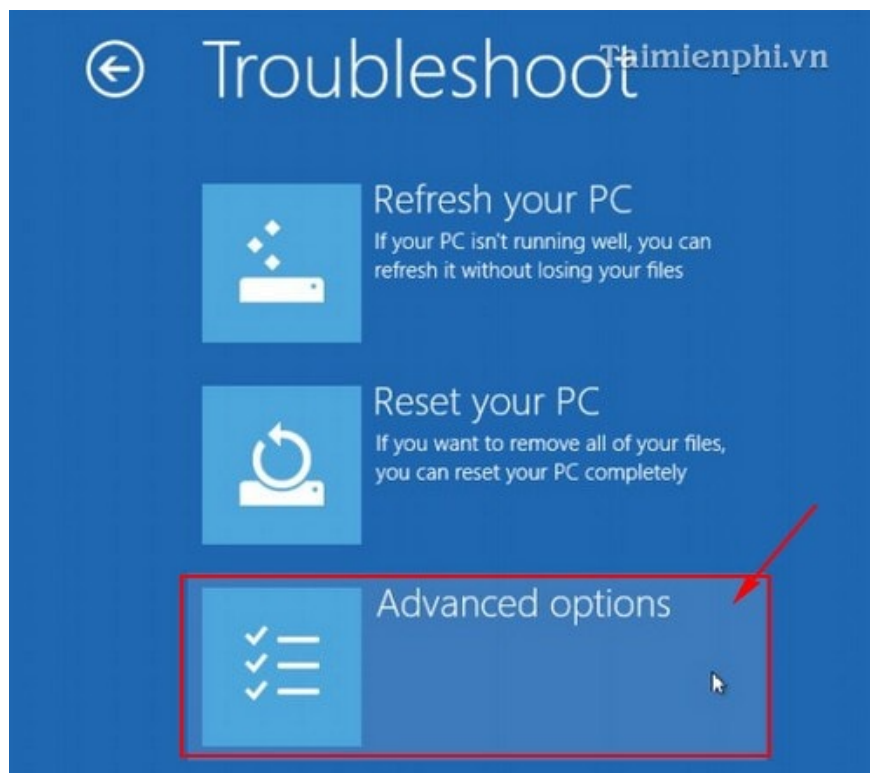 Troubleshoot
Taimienphi.vn
Refresh your PC
If your PC isn't running well, you can
refresh it without losing your files
Reset your PC
If you want to remove all of your files,
you can reset your PC completely
Advanced options